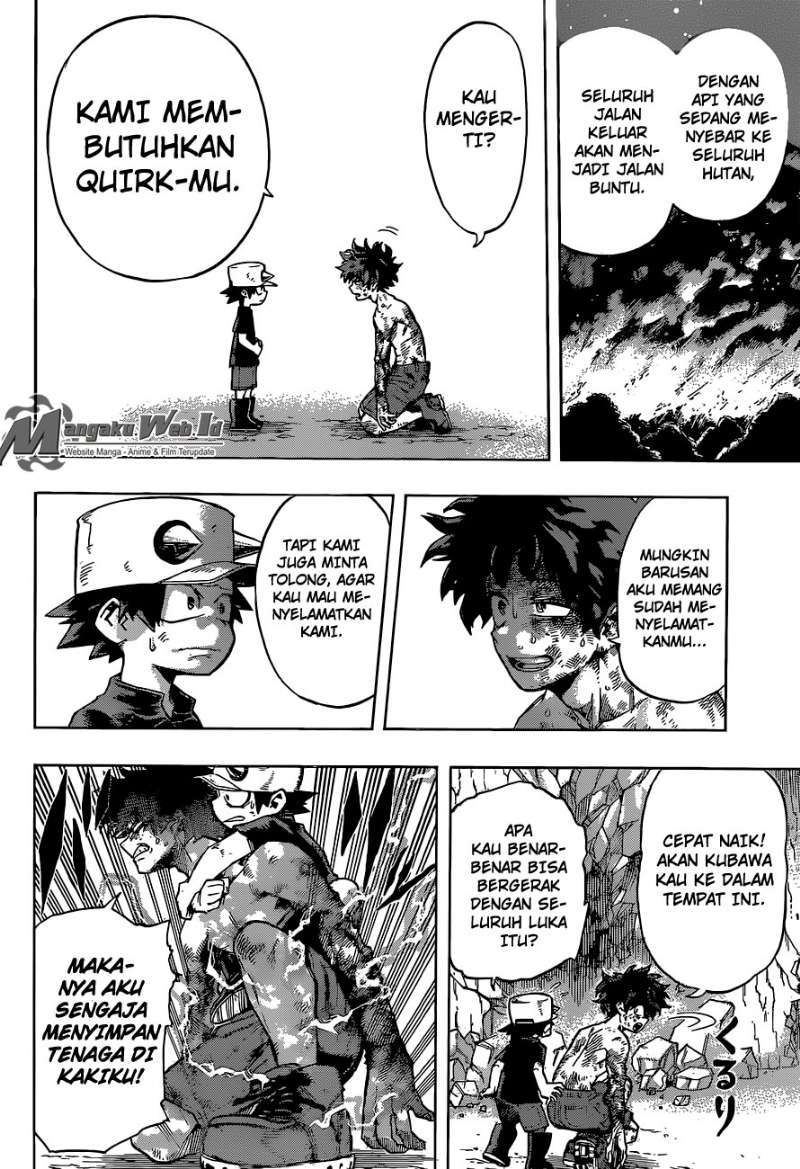 DENGAN
API YANG
SEDANG ME-
NYEBAR KE
SELURUH
HUTAN,
SELURUH
JALAN
KELUAR
AKAN MEN-
JADI JALAN
BUNTU.
KAU
MENGER-
TI?
KAMI MEM-
BUTUHKAN
QUIRK-MU.
Mangaku Web.Id
Website Manga - Anime & Film Terupdate
MUNGKIN
BARUSAN
AKU MEMANG
SUDAH ME-
NYELAMAT-
KANMU...
TAPI KAMI
JUGA MINTA
TOLONG, AGAR
KAU MAU ME-
NYELAMATKAN
KAMI.
CEPAT NAIK!
AKAN KUBAWA
KAU KE DALAM
TEMPAT INI.
APA
KAU BENAR-
BENAR BISA
BERGERAK
DENGAN SE-
LURUH LUKA
ITU?
くるり
MAKA-
NYA AKU
SENGAJA
MENYIMPAN
TENAGA DI
KAKIKU!